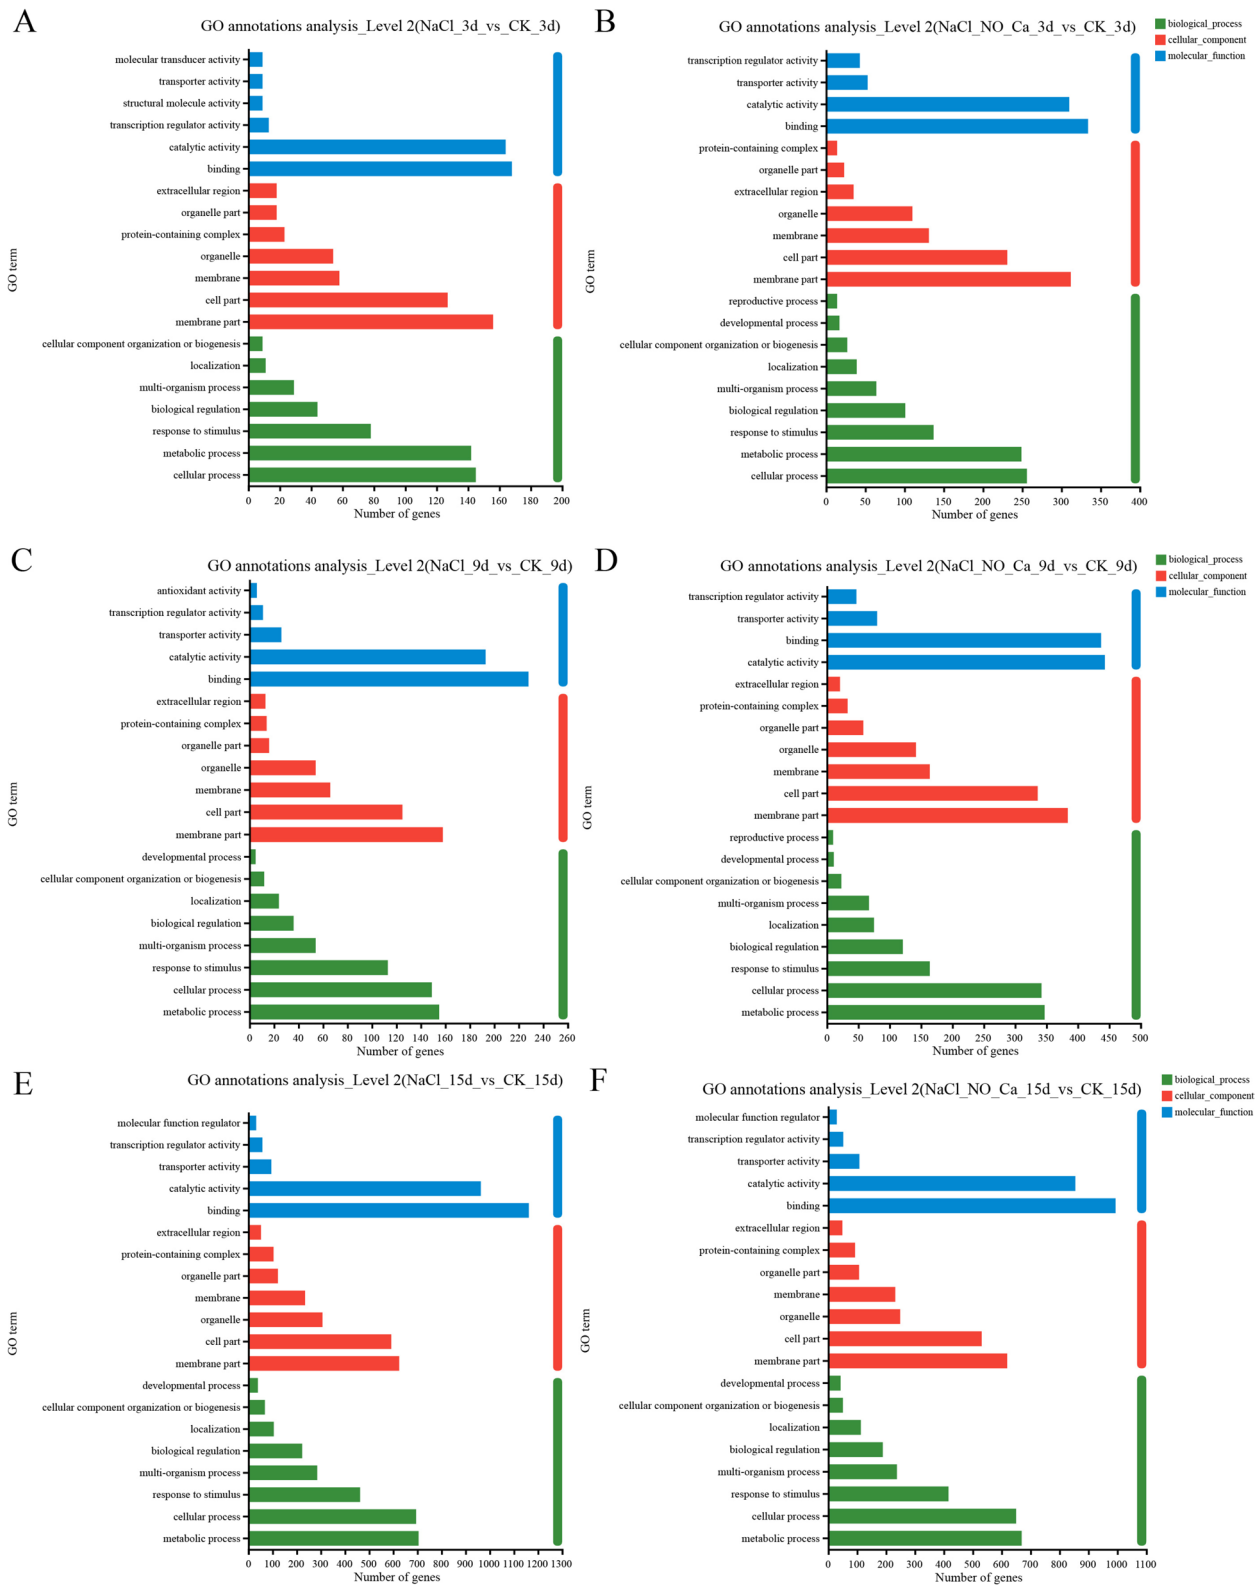 A
GO annotations analysis_Level 2(NaCl_3d_vs_CK_3d)
molecular transducer activity
transporter activity
structural molecule activity
transcription regulator activity
catalytic activity
binding
extracellular region
organelle part
protein-containing complex
organelle
membrane
cell part
membrane part
cellular component organization or biogenesis
localization
multi-organism process
biological regulation
response to stimulus
metabolic process
cellular process
GO term
0 20 40 60 80 100 120 140 160 180 200
Number of genes
B
GO annotations analysis_Level 2(NaCl_NO_Ca_3d_vs_CK_3d)
biological_process
cellular_component
molecular_function
transcription regulator activity
transporter activity
catalytic activity
binding
protein-containing complex
organelle part
extracellular region
organelle
membrane
cell part
membrane part
reproductive process
developmental process
cellular component organization or biogenesis
localization
multi-organism process
biological regulation
response to stimulus
metabolic process
cellular process
GO term
0 50 100 150 200 250 300 350 400
Number of genes
C
GO annotations analysis_Level 2(NaCl_9d_vs_CK_9d)
antioxidant activity
transcription regulator activity
transporter activity
catalytic activity
binding
extracellular region
protein-containing complex
organelle part
organelle
membrane
cell part
membrane part
developmental process
cellular component organization or biogenesis
localization
biological regulation
multi-organism process
response to stimulus
cellular process
metabolic process
GO term
0 20 40 60 80 100 120 140 160 180 200 220 240 260
Number of genes
D
GO annotations analysis_Level 2(NaCl_NO_Ca_9d_vs_CK_9d)
biological_process
cellular_component
molecular_function
transcription regulator activity
transporter activity
binding
catalytic activity
extracellular region
protein-containing complex
organelle part
organelle
membrane
cell part
membrane part
reproductive process
developmental process
cellular component organization or biogenesis
multi-organism process
localization
biological regulation
response to stimulus
cellular process
metabolic process
GO term
0 50 100 150 200 250 300 350 400 450 500
Number of genes
E
GO annotations analysis_Level 2(NaCl_15d_vs_CK_15d)
molecular function regulator
transcription regulator activity
transporter activity
catalytic activity
binding
extracellular region
protein-containing complex
organelle part
membrane
organelle
cell part
membrane part
developmental process
cellular component organization or biogenesis
localization
biological regulation
multi-organism process
response to stimulus
cellular process
metabolic process
GO term
0 100 200 300 400 500 600 700 800 900 1000 1100 1200 1300
Number of genes
F
GO annotations analysis_Level 2(NaCl_NO_Ca_15d_vs_CK_15d)
biological_process
cellular_component
molecular_function
molecular function regulator
transcription regulator activity
transporter activity
catalytic activity
binding
extracellular region
protein-containing complex
organelle part
membrane
organelle
cell part
membrane part
developmental process
cellular component organization or biogenesis
localization
biological regulation
multi-organism process
response to stimulus
cellular process
metabolic process
GO term
0 100 200 300 400 500 600 700 800 900 1000 1100
Number of genes